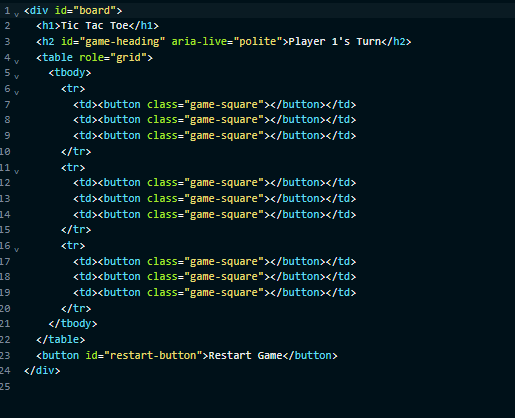 1 <div id="board">
2   <h1>Tic Tac Toe</h1>
3   <h2 id="game-heading" aria-live="polite">Player 1's Turn</h2>
4   <table role="grid">
5     <tbody>
6       <tr>
7         <td><button class="game-square"></button></td>
8         <td><button class="game-square"></button></td>
9         <td><button class="game-square"></button></td>
10       </tr>
11       <tr>
12         <td><button class="game-square"></button></td>
13         <td><button class="game-square"></button></td>
14         <td><button class="game-square"></button></td>
15       </tr>
16       <tr>
17         <td><button class="game-square"></button></td>
18         <td><button class="game-square"></button></td>
19         <td><button class="game-square"></button></td>
20       </tr>
21     </tbody>
22   </table>
23   <button id="restart-button">Restart Game</button>
24 </div>
25